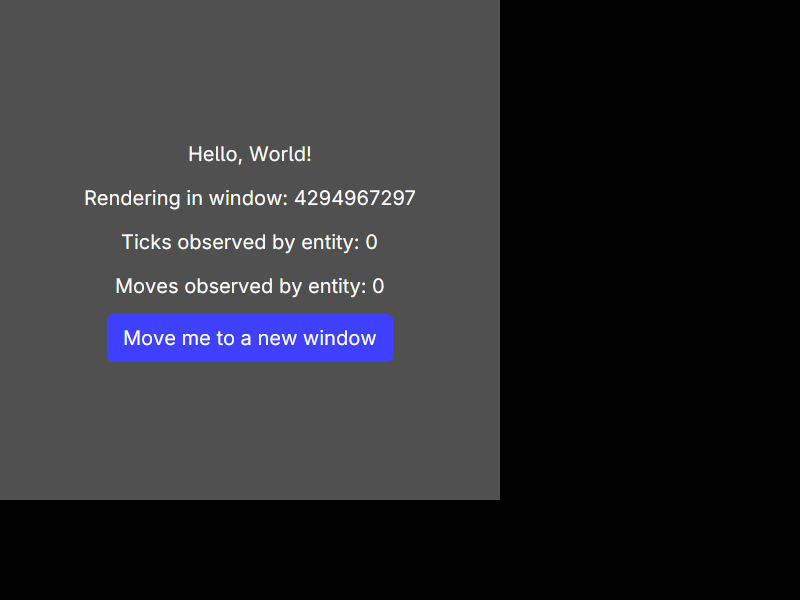 Hello, World!
Rendering in window: 4294967297
Ticks observed by entity: 0
Moves observed by entity: 0
Move me to a new window